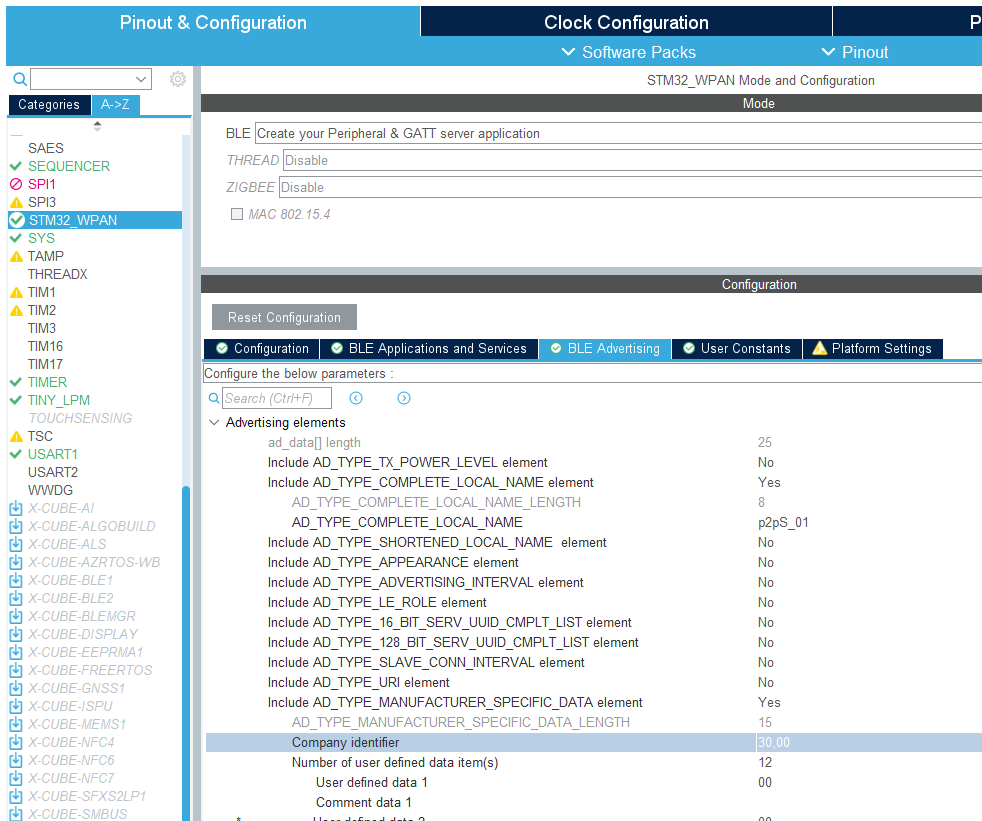 Pinout & Configuration
Clock Configuration
P
Software Packs
Pinout
Categories
A->Z
SAES
SEQUENCER
SPI1
SPI3
STM32_WPAN
SYS
TAMP
THREADX
TIM1
TIM2
TIM3
TIM16
TIM17
TIMER
TINY_LPM
TOUCHSENSING
TSC
USART1
USART2
WWDG
X-CUBE-AI
X-CUBE-ALGOBUILD
X-CUBE-ALS
X-CUBE-AZRTOS-WB
X-CUBE-BLE1
X-CUBE-BLE2
X-CUBE-BLEMGR
X-CUBE-DISPLAY
X-CUBE-EEPRMA1
X-CUBE-FREERTOS
X-CUBE-GNSS1
X-CUBE-ISPU
X-CUBE-MEMS1
X-CUBE-NFC4
X-CUBE-NFC6
X-CUBE-NFC7
X-CUBE-SFXS2LP1
X-CUBE-SMBUS
STM32_WPAN Mode and Configuration
Mode
BLE Create your Peripheral & GATT server application
THREAD Disable
ZIGBEE Disable
MAC 802.15.4
Configuration
Reset Configuration
Configuration
BLE Applications and Services
BLE Advertising
User Constants
Platform Settings
Configure the below parameters :
Search (Ctrl+F)
Advertising elements
ad_data[] length 25
Include AD_TYPE_TX_POWER_LEVEL element No
Include AD_TYPE_COMPLETE_LOCAL_NAME element Yes
AD_TYPE_COMPLETE_LOCAL_NAME_LENGTH 8
AD_TYPE_COMPLETE_LOCAL_NAME p2pS_01
Include AD_TYPE_SHORTENED_LOCAL_NAME element No
Include AD_TYPE_APPEARANCE element No
Include AD_TYPE_ADVERTISING_INTERVAL element No
Include AD_TYPE_LE_ROLE element No
Include AD_TYPE_16_BIT_SERV_UUID_CMPLT_LIST element No
Include AD_TYPE_128_BIT_SERV_UUID_CMPLT_LIST element No
Include AD_TYPE_SLAVE_CONN_INTERVAL element No
Include AD_TYPE_URI element No
Include AD_TYPE_MANUFACTURER_SPECIFIC_DATA element Yes
AD_TYPE_MANUFACTURER_SPECIFIC_DATA_LENGTH 15
Company identifier 30,00
Number of user defined data item(s) 12
User defined data 1 00
Comment data 1